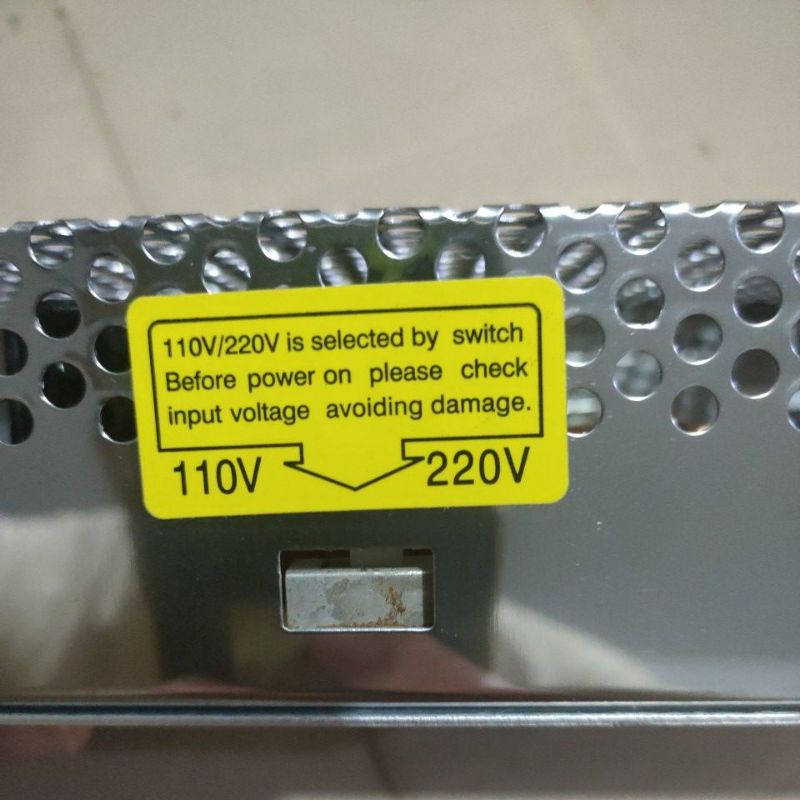 110V/220V is selected by switch
Before power on please check
input voltage avoiding damage.
110V 220V